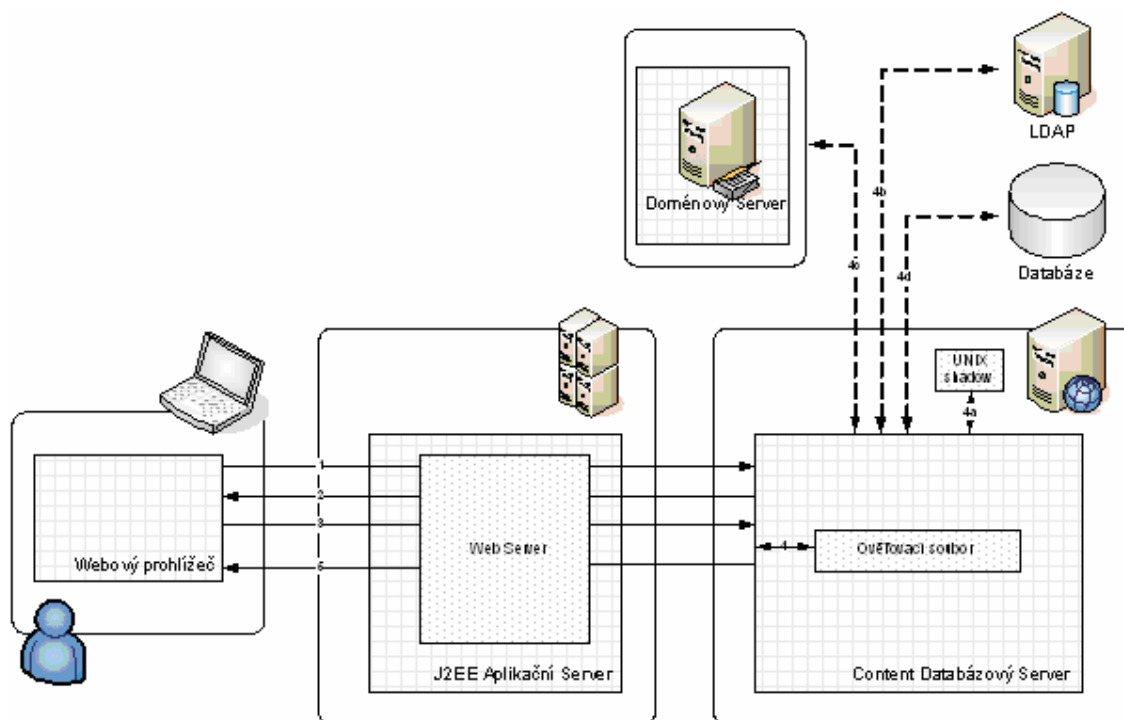 LDAP
Doménový Server
4b
Databáze
4c
4d
UNIX
shadow
4a
1
2
3
Web Server
4
Ověřovací soubor
Webový prohlížeč
5
J2EE Aplikační Server
Content Databázový Server